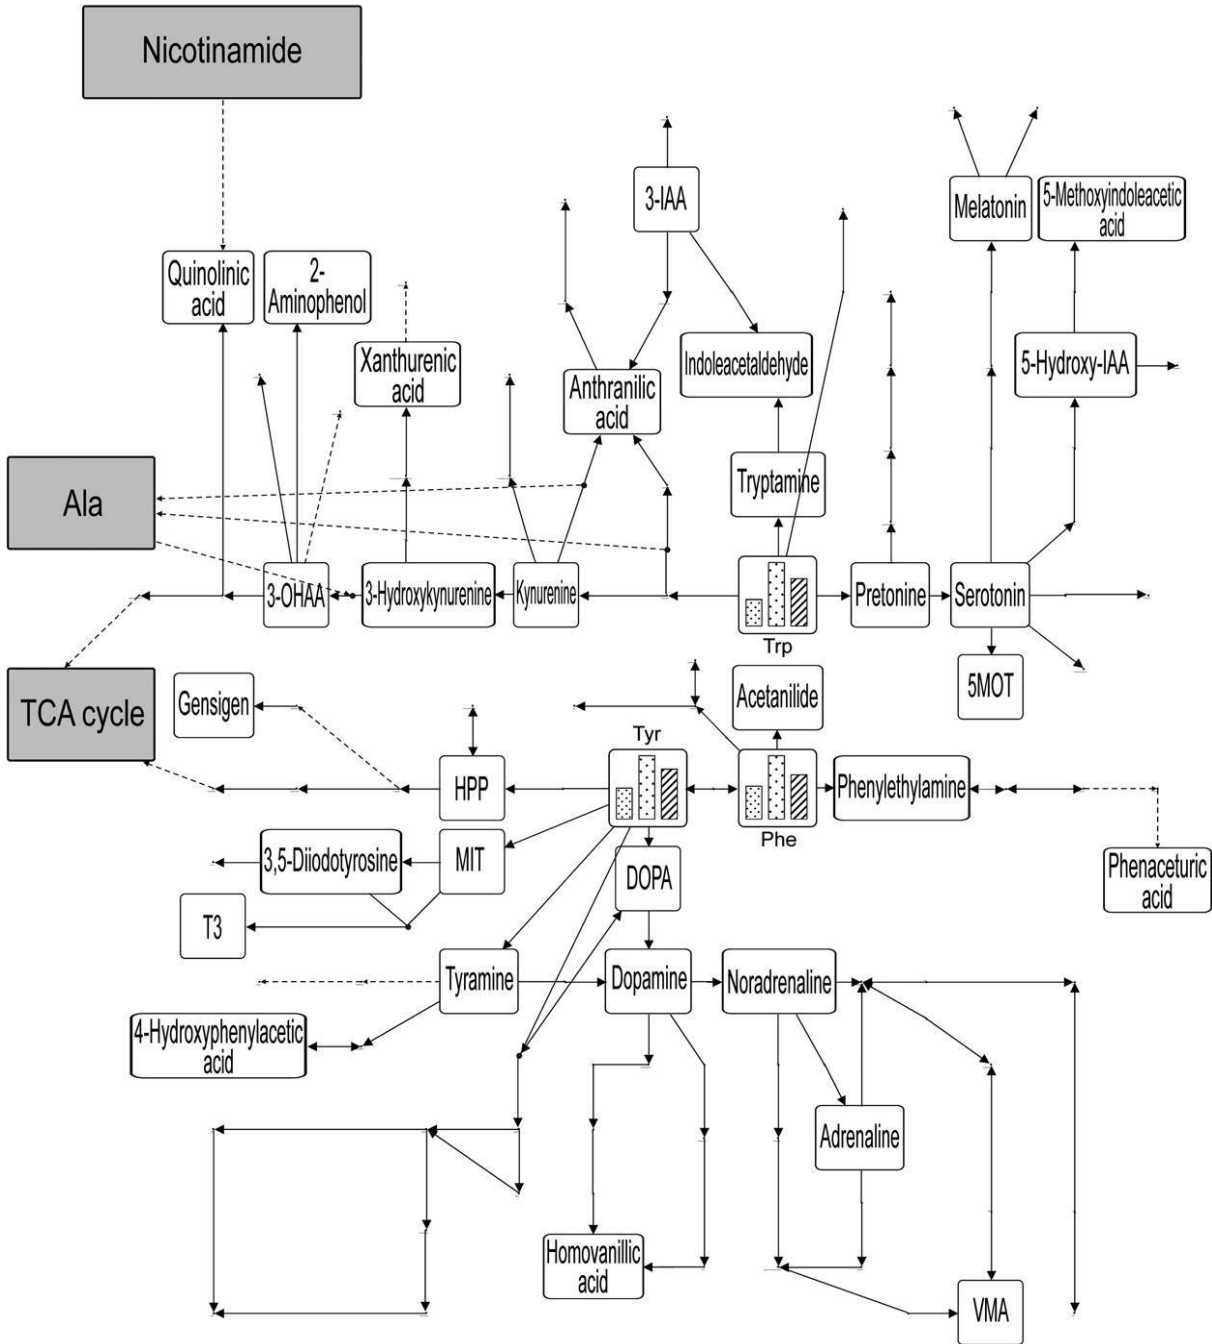 Nicotinamide
3-IAA
Melatonin
5-Methoxyindoleacetic
acid
Quinolinic
acid
2-
Aminophenol
Xanthurenic
acid
Anthranilic
acid
Indoleacetaldehyde
5-Hydroxy-IAA
Ala
Tryptamine
3-OHAA
3-Hydroxykynurenine
Kynurenine
Trp
Pretonine
Serotonin
TCA cycle
Gensigen
Acetanilide
5MOT
Tyr
HPP
Phe
Phenylethylamine
3,5-Diiodotyrosine
MIT
DOPA
Phenaceturic
acid
T3
Tyramine
Dopamine
Noradrenaline
4-Hydroxyphenylacetic
acid
Adrenaline
Homovanillic
acid
VMA